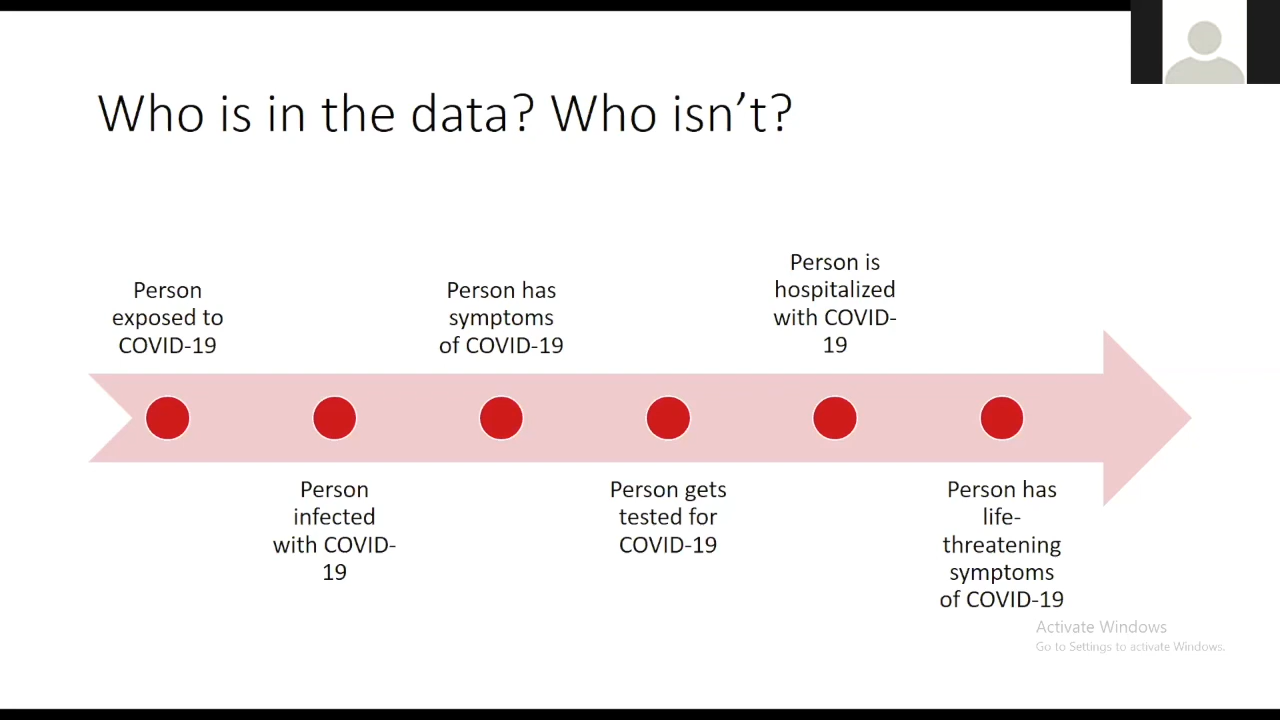 Who is in the data? Who isn’t?
Person
exposed to
COVID-19
Person
infected
with COVID-
19
Person has
symptoms
of COVID-19
Person gets
tested for
COVID-19
Person is
hospitalized
with COVID-
19
Person has
life-
threatening
symptoms
of COVID-19
Activate Windows
Go to Settings to activate Windows.